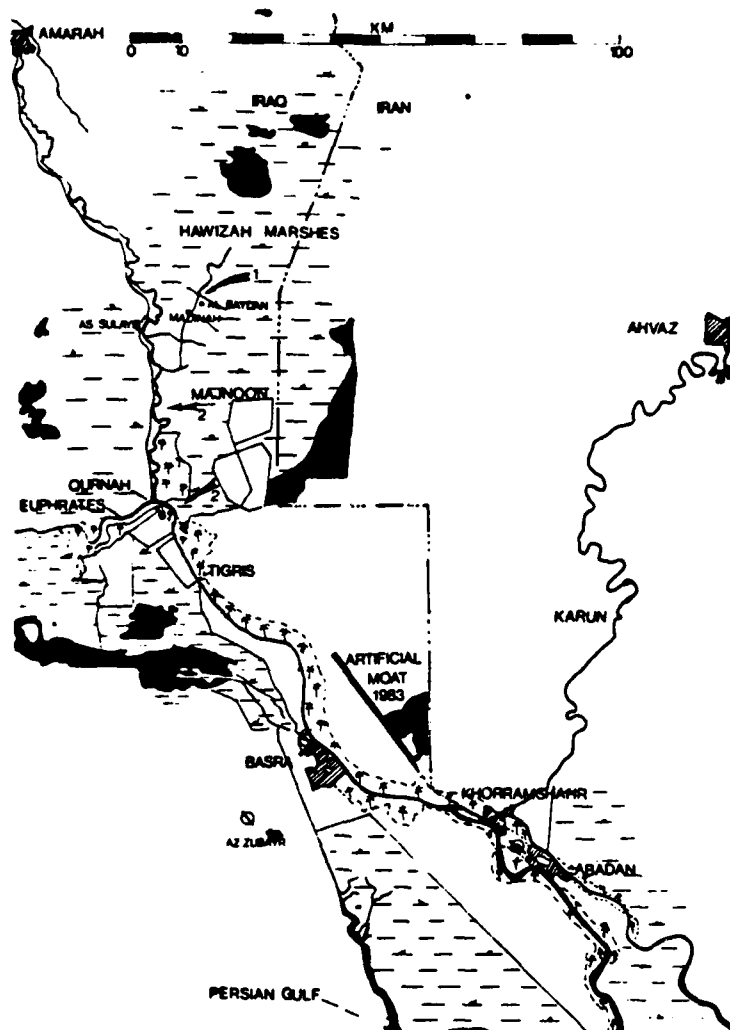 AMARAH
KM
0 10 100
IRAQ IRAN
HAWIZAH MARSHES
1
AL BAYDAH
MADINAH
AS SULAYB
AHVAZ
MAJNOON
2
QURNAH
2
EUPHRATES
TIGRIS
KARUN
ARTIFICIAL
MOAT
1983
BASRA
KHORRAMSHAHR
AZ ZUBAYR
ABADAN
PERSIAN GULF